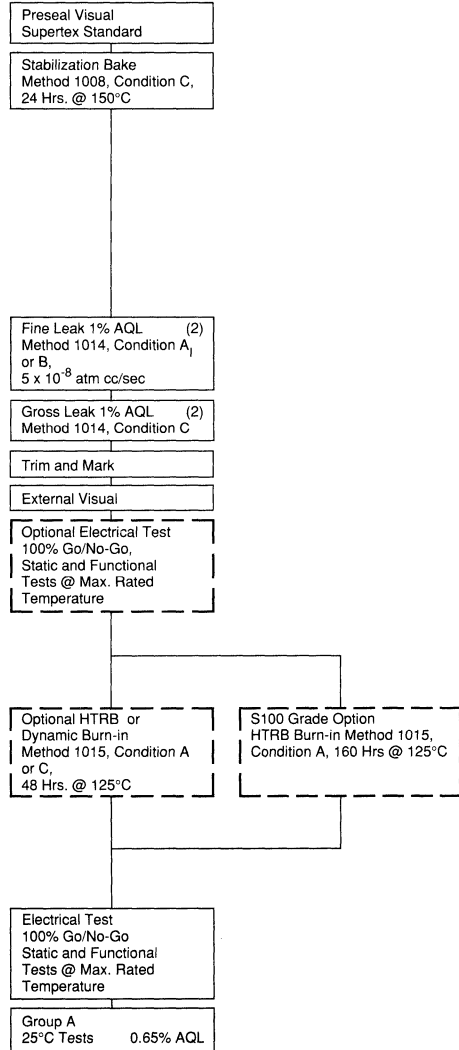 Preseal Visual
Supertex Standard
Stabilization Bake
Method 1008, Condition C,
24 Hrs. @ 150°C
Fine Leak 1% AQL (2)
Method 1014, Condition A,
or B,
5 x 10⁻⁸ atm cc/sec
Gross Leak 1% AQL (2)
Method 1014, Condition C
Trim and Mark
External Visual
Optional Electrical Test
100% Go/No-Go,
Static and Functional
Tests @ Max. Rated
Temperature
Optional HTRB or
Dynamic Burn-in
Method 1015, Condition A
or C,
48 Hrs. @ 125°C
S100 Grade Option
HTRB Burn-in Method 1015,
Condition A, 160 Hrs @ 125°C
Electrical Test
100% Go/No-Go
Static and Functional
Tests @ Max. Rated
Temperature
Group A
25°C Tests 0.65% AQL